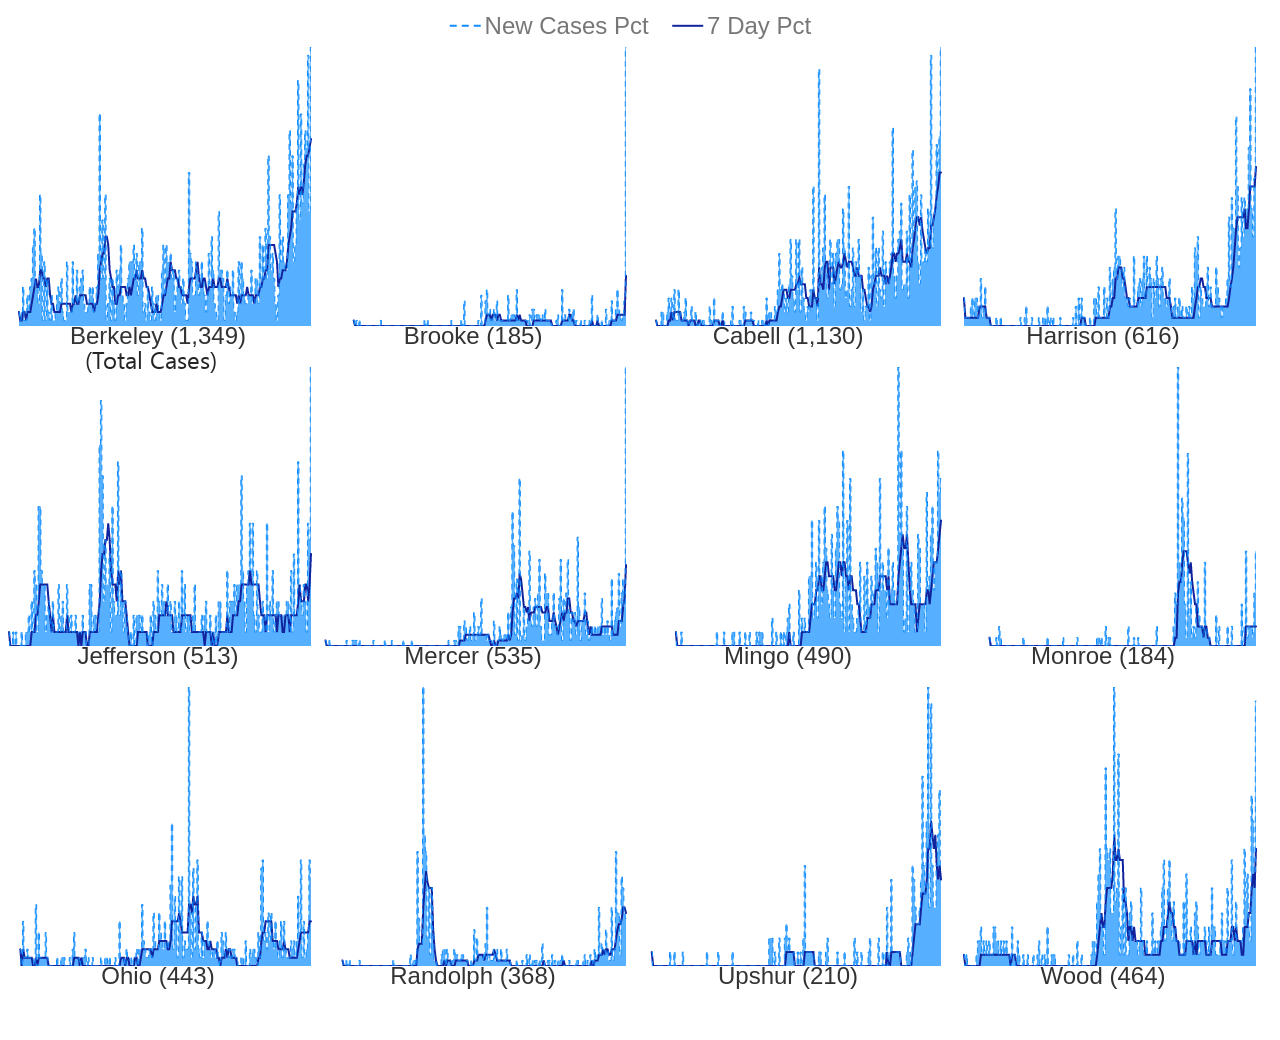 New Cases Pct 7 Day Pct
Berkeley (1,349) Brooke (185) Cabell (1,130) Harrison (616)
(Total Cases)
Jefferson (513) Mercer (535) Mingo (490) Monroe (184)
Ohio (443) Randolph (368) Upshur (210) Wood (464)